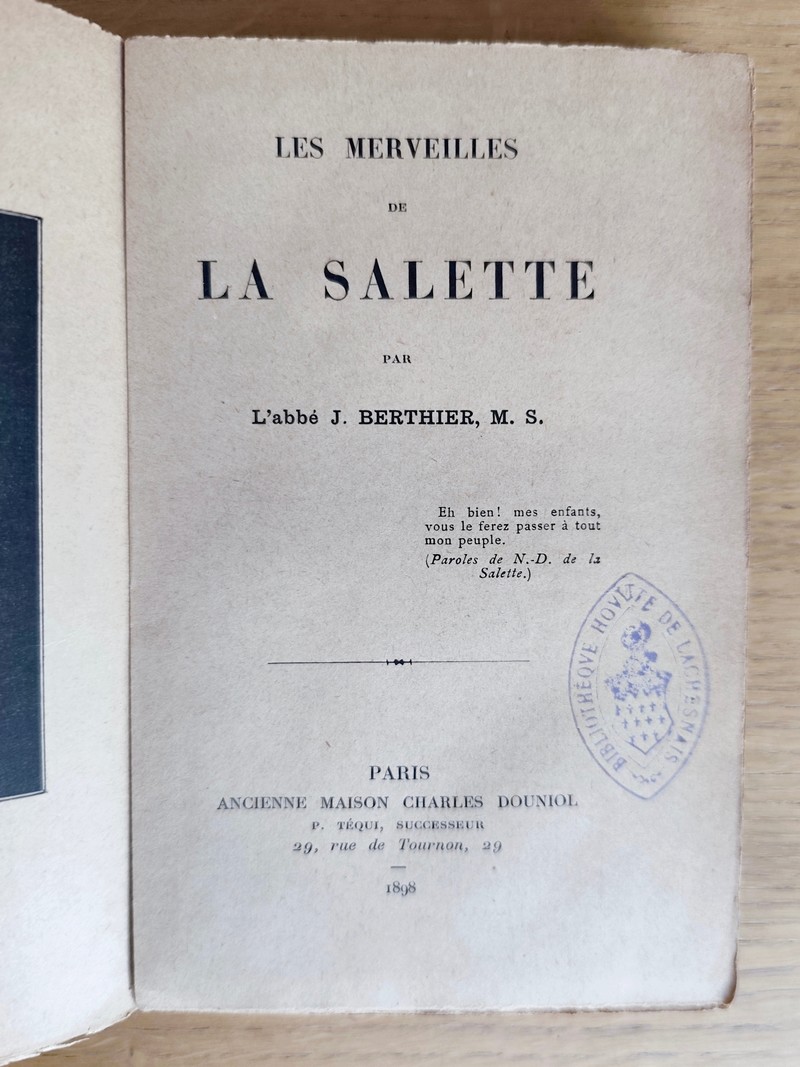 LES MERVEILLES
DE
LA SALETTE
PAR
L'abbé J. BERTHIER, M. S.
Eh bien! mes enfants,
vous le ferez passer à tout
mon peuple.
(Paroles de N.-D. de la
Salette.)
BIBLIOTHÈQVE HOVISTE DE LACHESNAIS
PARIS
ANCIENNE MAISON CHARLES DOUNIOL
P. TÉQUI, SUCCESSEUR
29, rue de Tournon, 29
1898